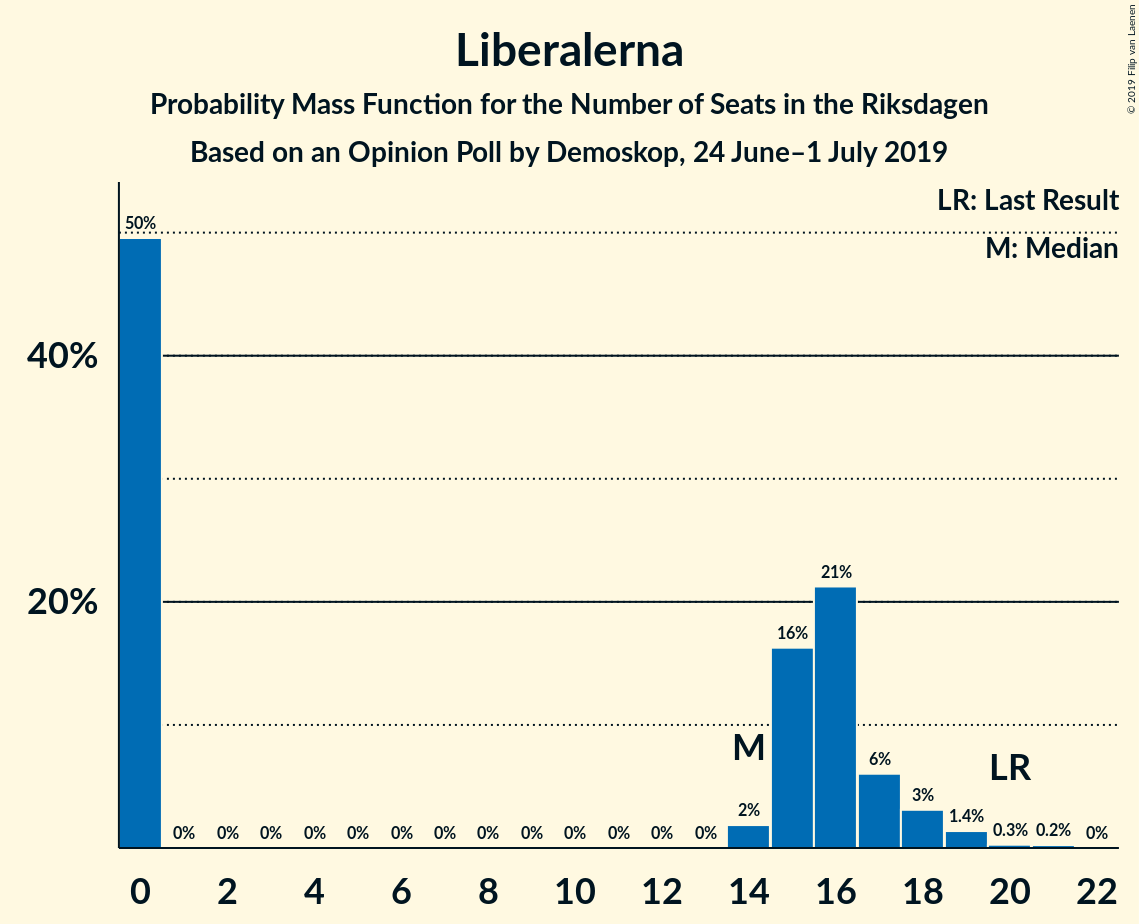 Liberalerna
Probability Mass Function for the Number of Seats in the Riksdagen
Based on an Opinion Poll by Demoskop, 24 June–1 July 2019
© 2019 Filip van Laenen
LR: Last Result
M: Median
50%
40%
20%
0% 0% 0% 0% 0% 0% 0% 0% 0% 0% 0% 0% 0% 2% 16% 21% 6% 3% 1.4% 0.3% 0.2% 0%
M
LR
0 2 4 6 8 10 12 14 16 18 20 22